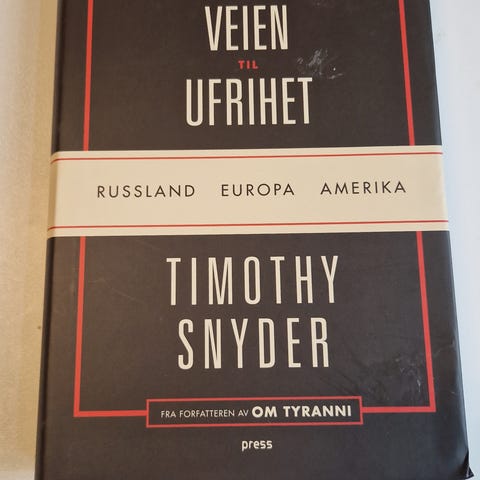 VEIEN
TIL
UFRIHET
RUSSLAND EUROPA AMERIKA
TIMOTHY
SNYDER
FRA FORFATTEREN AV OM TYRANNI
press